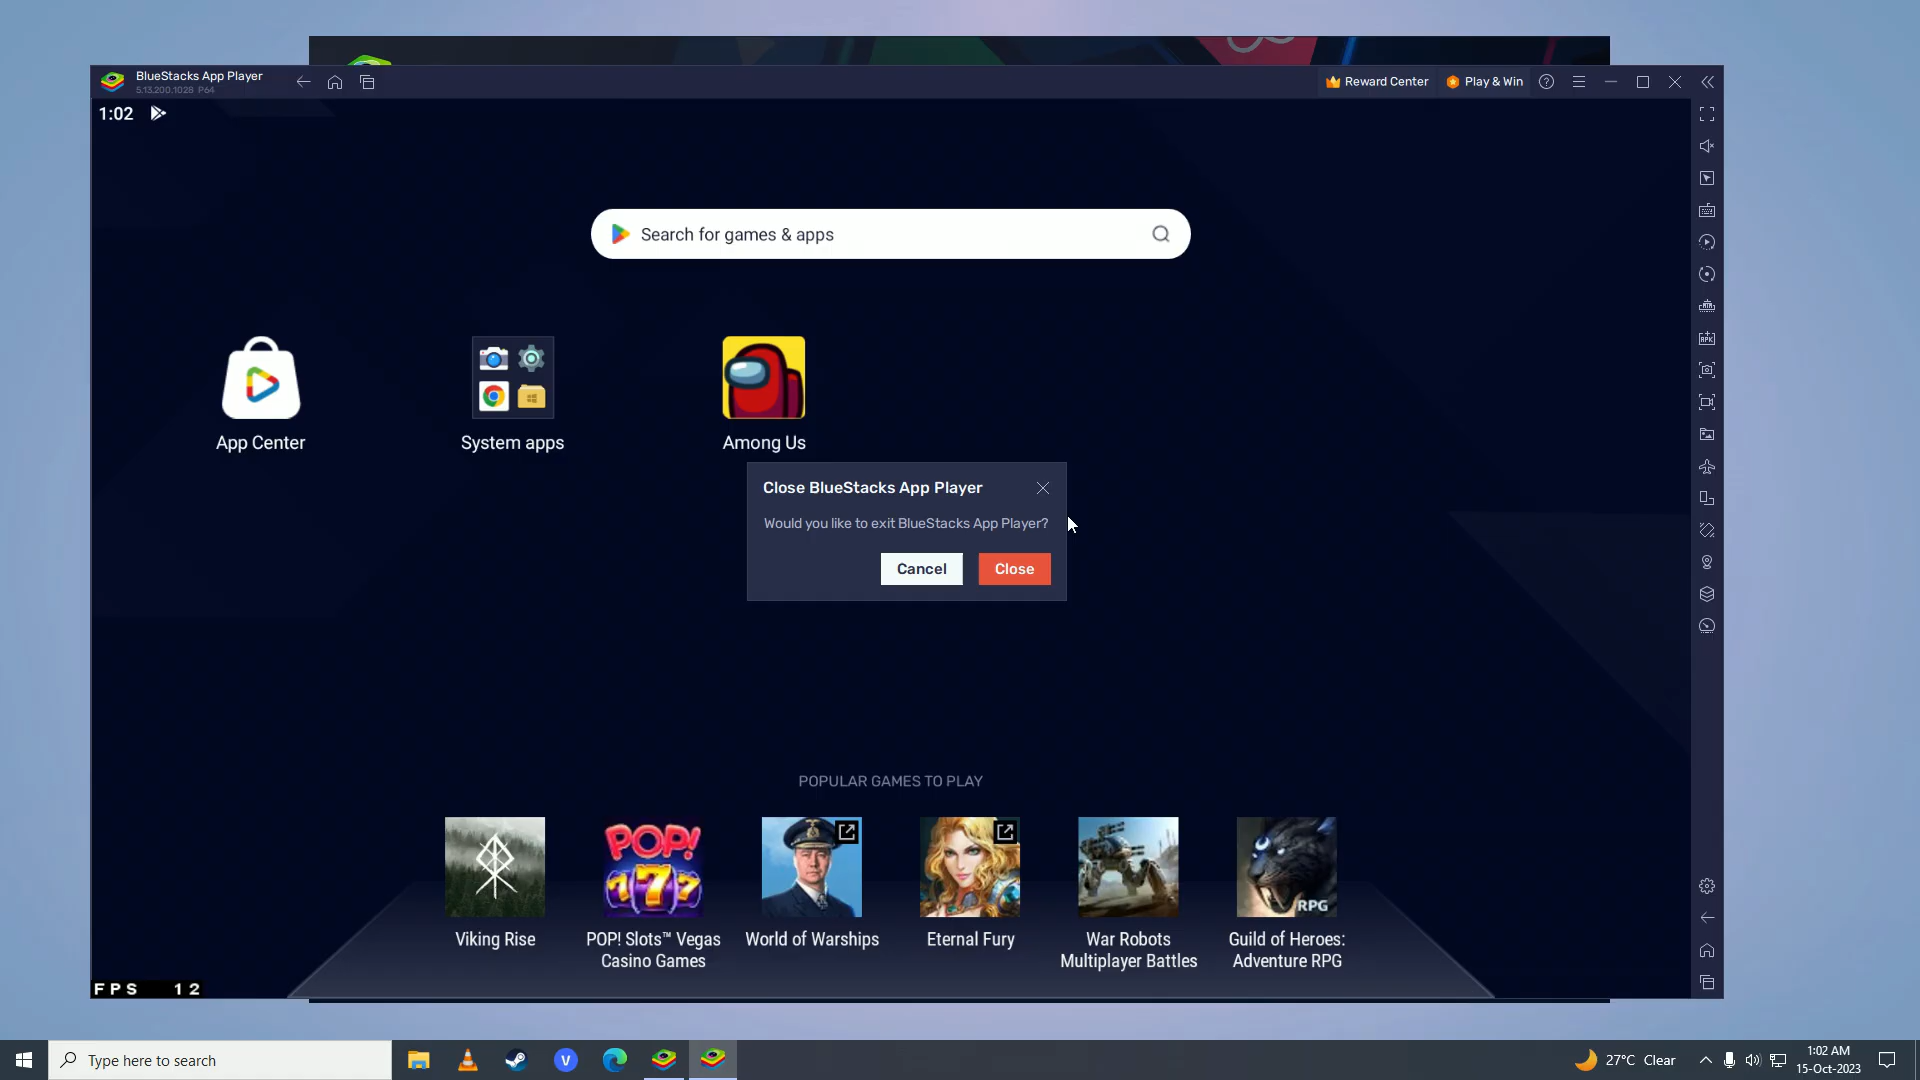 BlueStacks App Player
5.13.200.1028 P64
Reward Center
Play & Win
1:02
Search for games & apps
App Center
System apps
Among Us
Close BlueStacks App Player
Would you like to exit BlueStacks App Player?
Cancel
Close
POPULAR GAMES TO PLAY
POP!
777
RPG
Viking Rise
POP! Slots™ Vegas
Casino Games
World of Warships
Eternal Fury
War Robots
Multiplayer Battles
Guild of Heroes:
Adventure RPG
FPS 12
Type here to search
V
27°C Clear
1:02 AM
15-Oct-2023